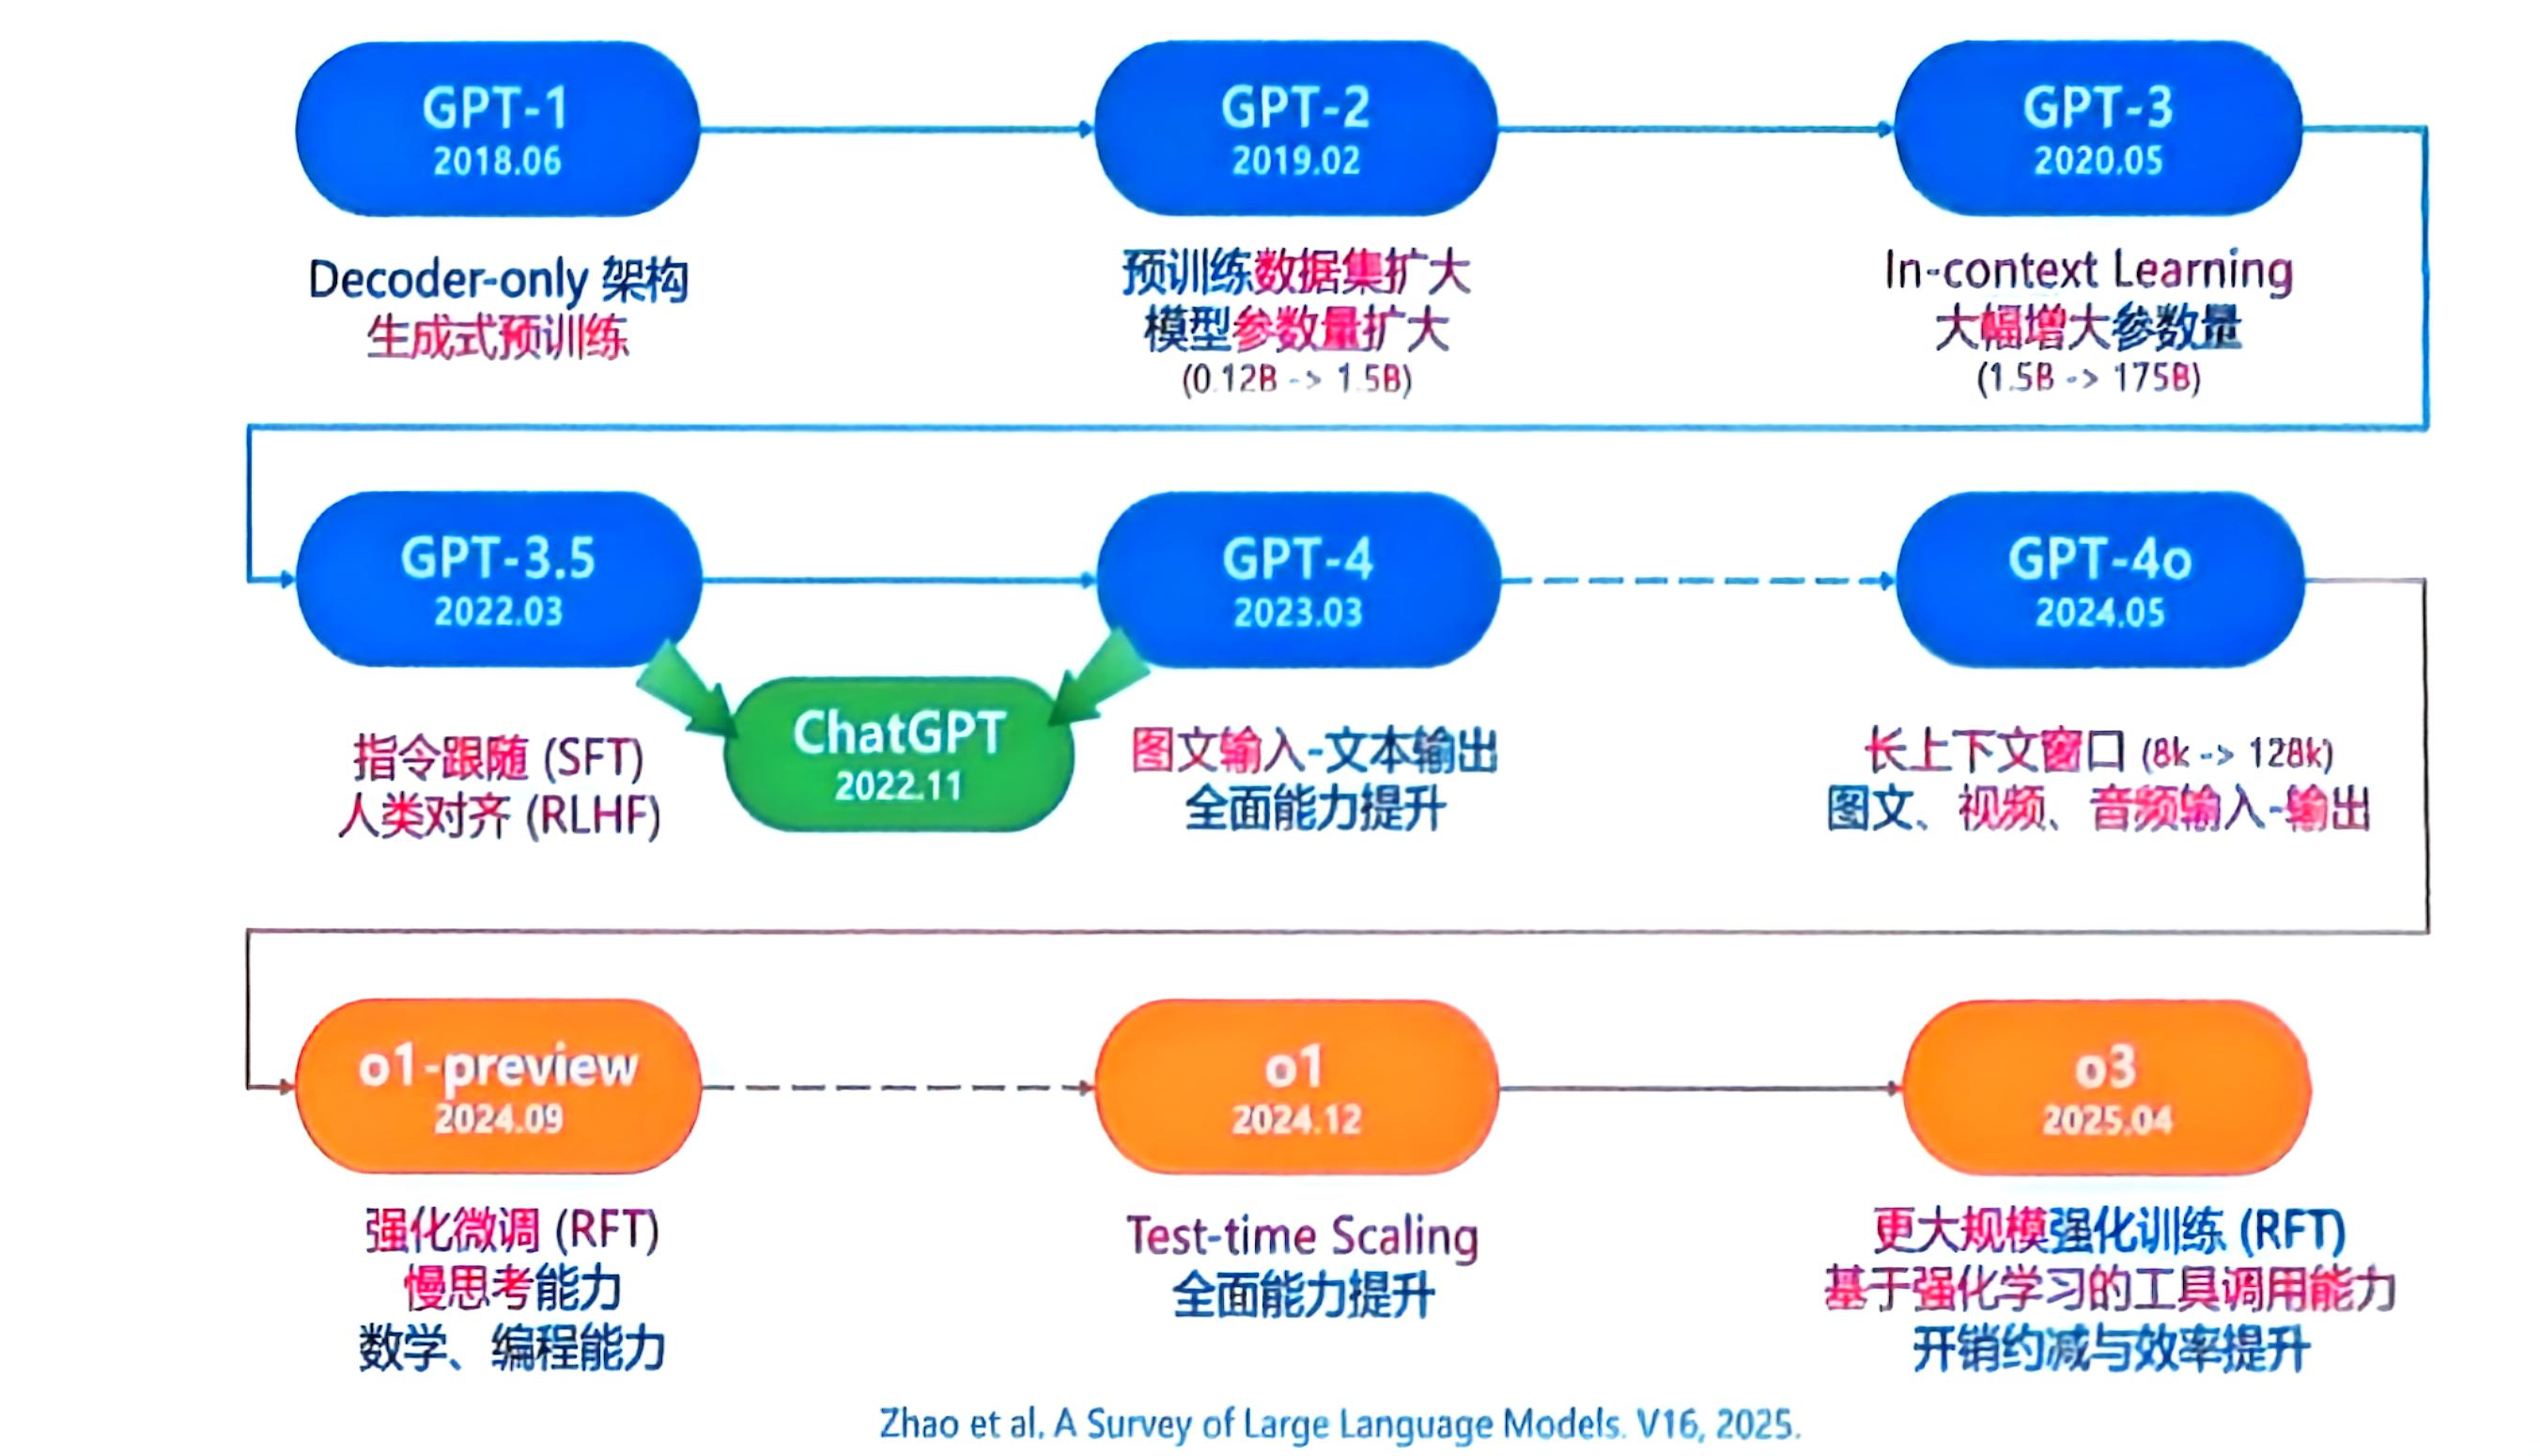 GPT-1
2018.06
GPT-2
2019.02
GPT-3
2020.05
Decoder-only 架构
生成式预训练
预训练数据集扩大
模型参数量扩大
(0.12B -> 1.5B)
In-context Learning
大幅增大参数量
(1.5B -> 175B)
GPT-3.5
2022.03
GPT-4
2023.03
GPT-4o
2024.05
指令跟随 (SFT)
人类对齐 (RLHF)
ChatGPT
2022.11
图文输入-文本输出
全面能力提升
长上下文窗口 (8k -> 128k)
图文、视频、音频输入-输出
o1-preview
2024.09
o1
2024.12
o3
2025.04
强化微调 (RFT)
慢思考能力
数学、编程能力
Test-time Scaling
全面能力提升
更大规模强化训练 (RFT)
基于强化学习的工具调用能力
开销约减与效率提升
Zhao et al. A Survey of Large Language Models. V16, 2025.